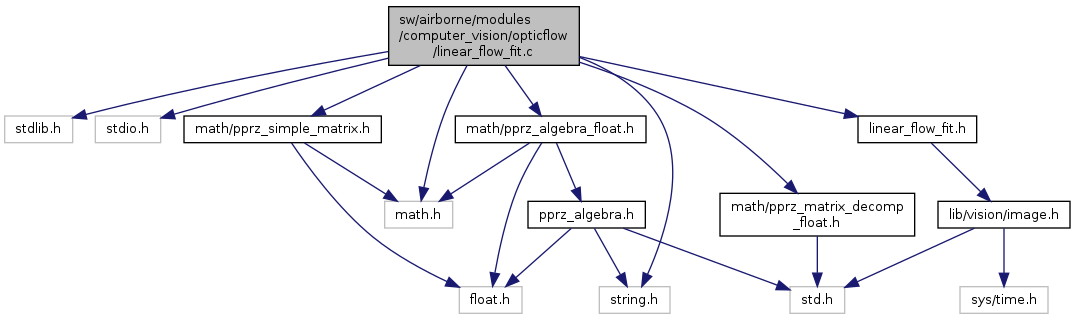 sw/airborne/modules
/computer_vision/opticflow
/linear_flow_fit.c
stdlib.h
stdio.h
math/pprz_simple_matrix.h
math/pprz_algebra_float.h
linear_flow_fit.h
math.h
pprz_algebra.h
math/pprz_matrix_decomp
_float.h
lib/vision/image.h
float.h
string.h
std.h
sys/time.h